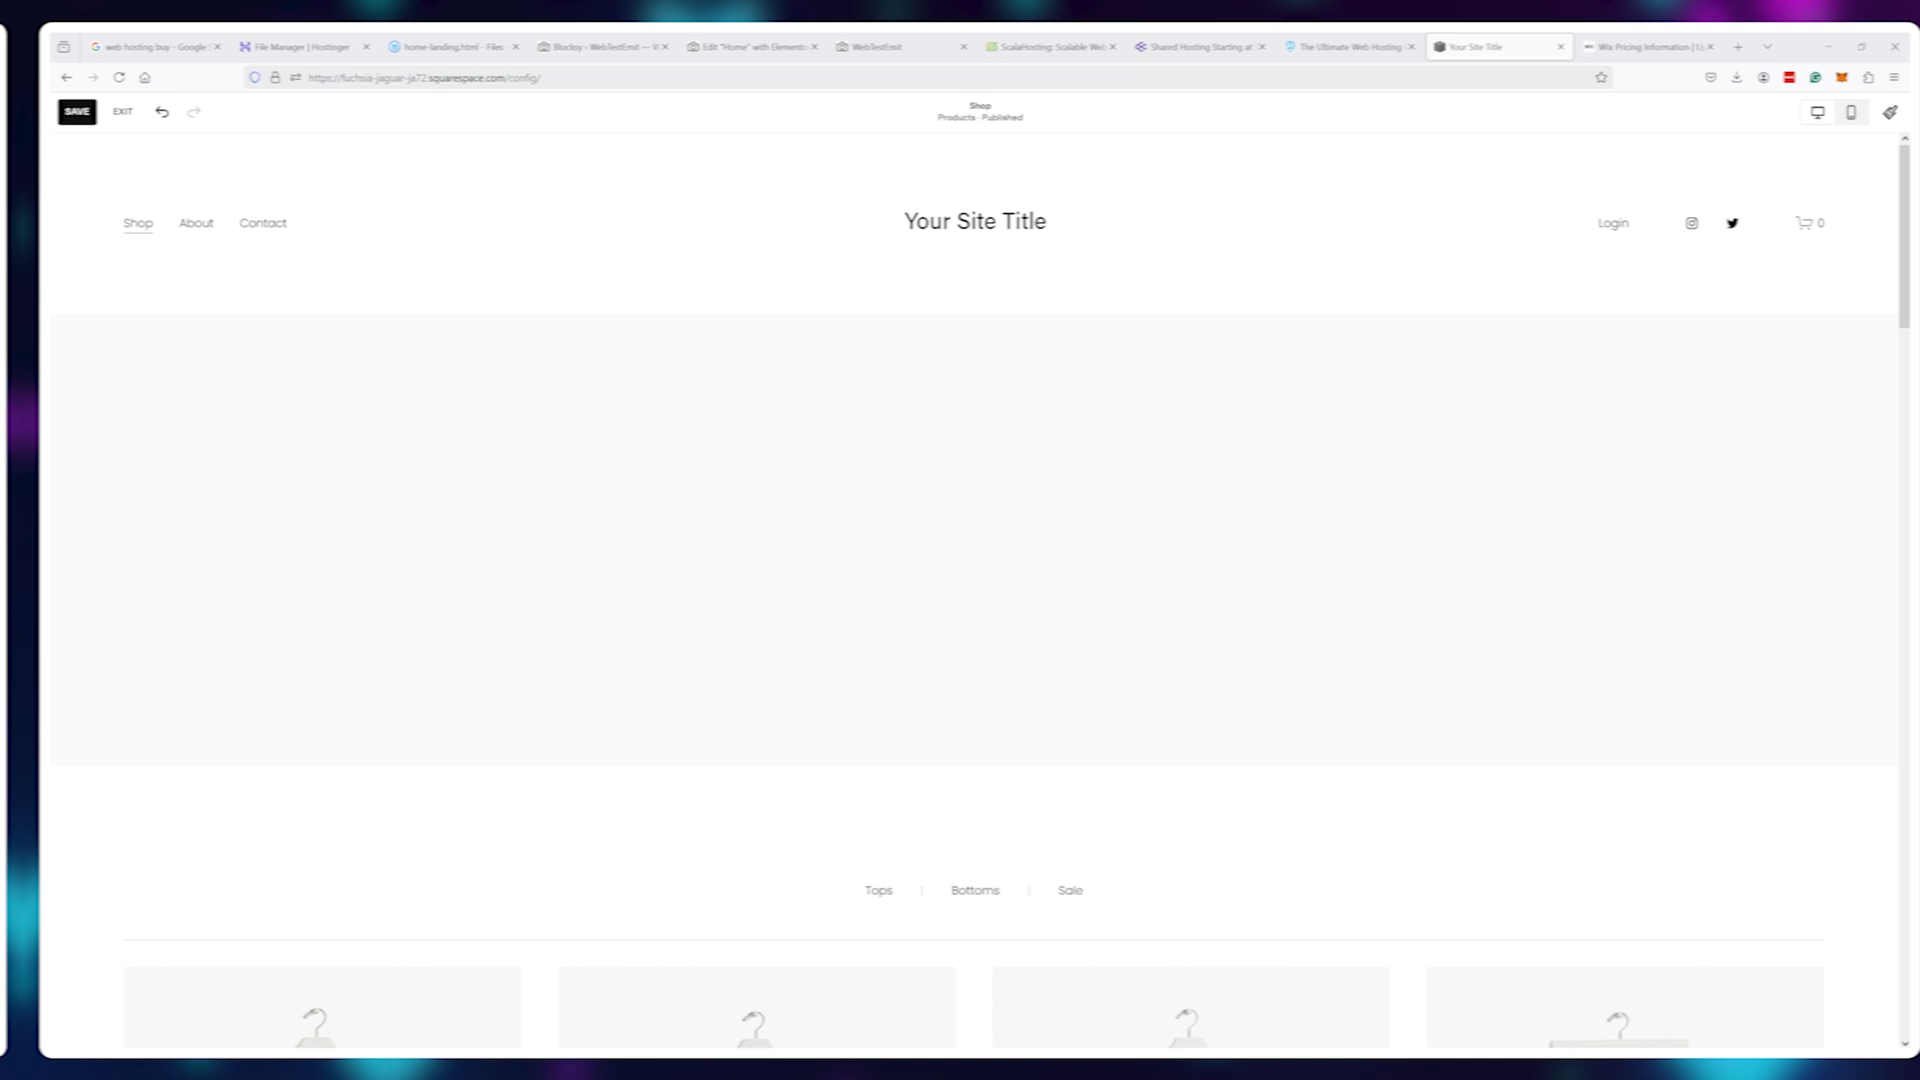 web hosting buy - Google
File Manager | Hostinger
home-landing.html - Files
Blocksy ‹ WebTestEmit —
Edit "Home" with Elemento
WebTestEmit
ScalaHosting: Scalable Web
Shared Hosting Starting at
The Ultimate Web Hosting
Your Site Title
Wix Pricing Information |
https://fuchsia-jaguar-ja72.squarespace.com/config/
SAVE
EXIT
Shop
Products · Published
Shop
About
Contact
Your Site Title
Login
0
Tops
Bottoms
Sale